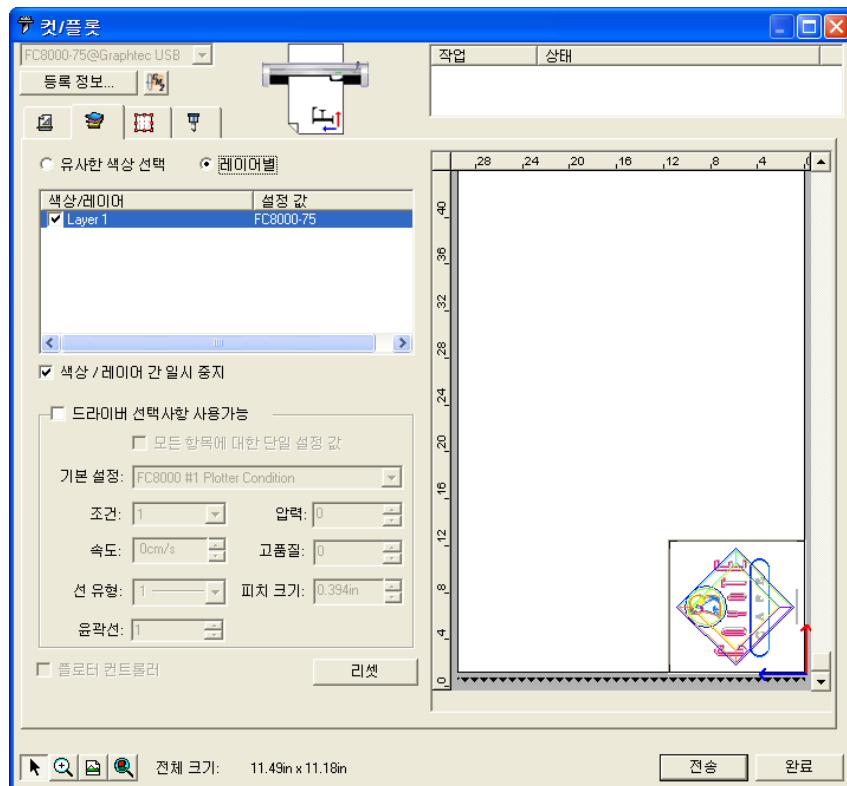 컷/플롯
FC8000-75@Graphtec USB
등록 정보...
작업 상태
유사한 색상 선택 레이어별
색상/레이어 설정 값
Layer 1 FC8000-75
색상 / 레이어 간 일시 중지
드라이버 선택사항 사용가능
모든 항목에 대한 단일 설정 값
기본 설정: FC8000 #1 Plotter Condition
조건: 1 압력: 0
속도: 0cm/s 고품질: 0
선 유형: 1 피치 크기: 0.394in
윤곽선: 1
플로터 컨트롤러 리셋
,28 ,24 ,20 ,16 ,12 ,8 ,4 ,0
40
36
32
28
24
20
16
12
8
4
0
COYOTE
CAFE
전체 크기: 11.49in x 11.18in
전송 완료